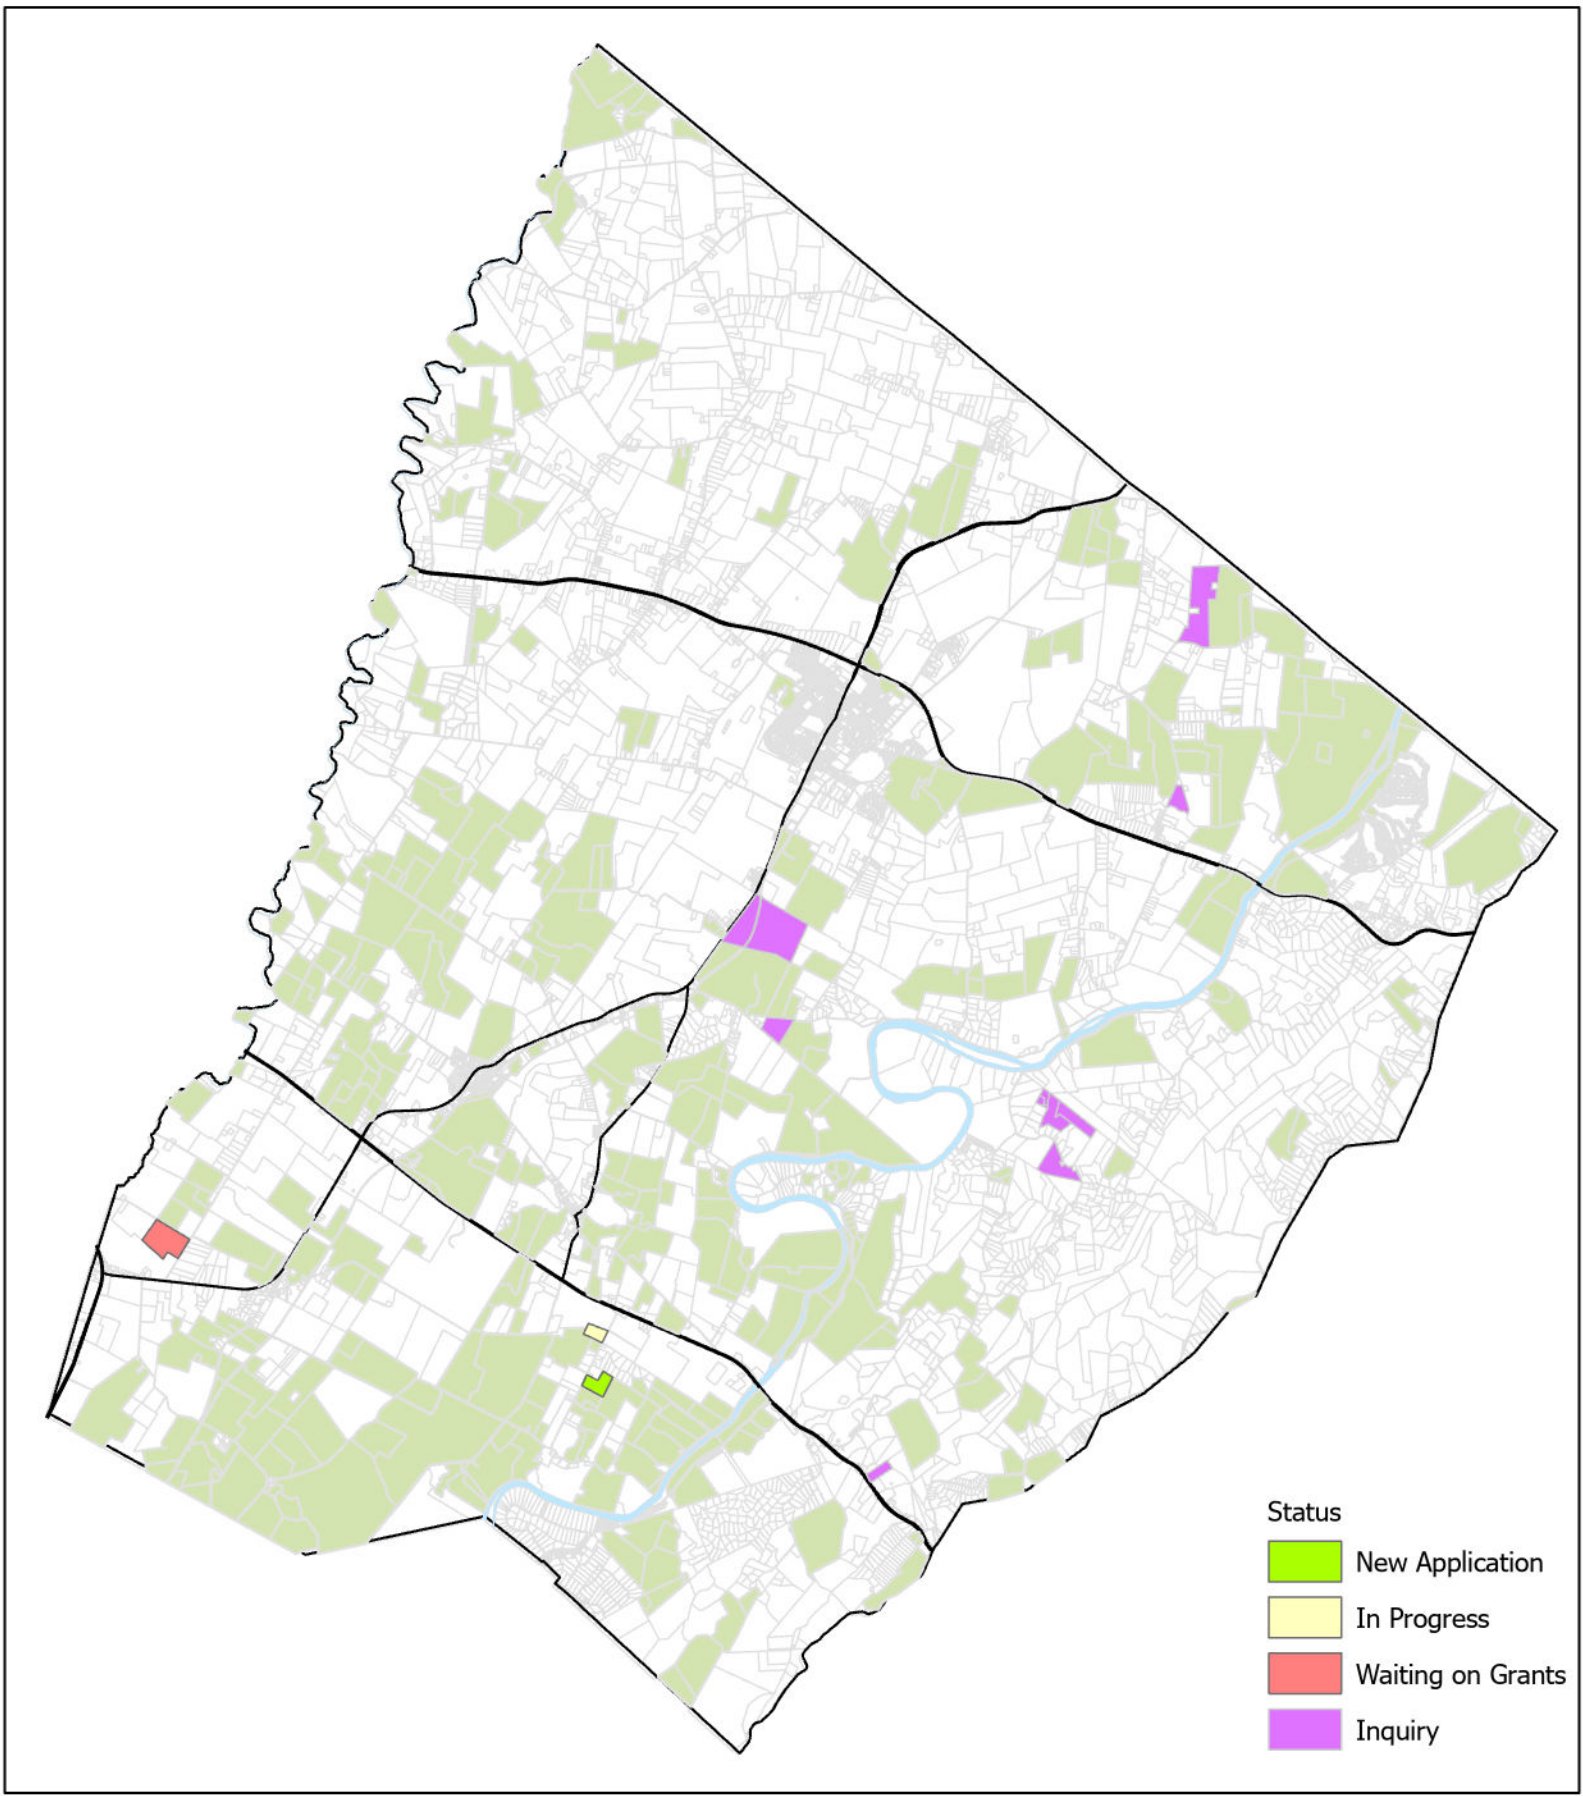 Status
New Application
In Progress
Waiting on Grants
Inquiry